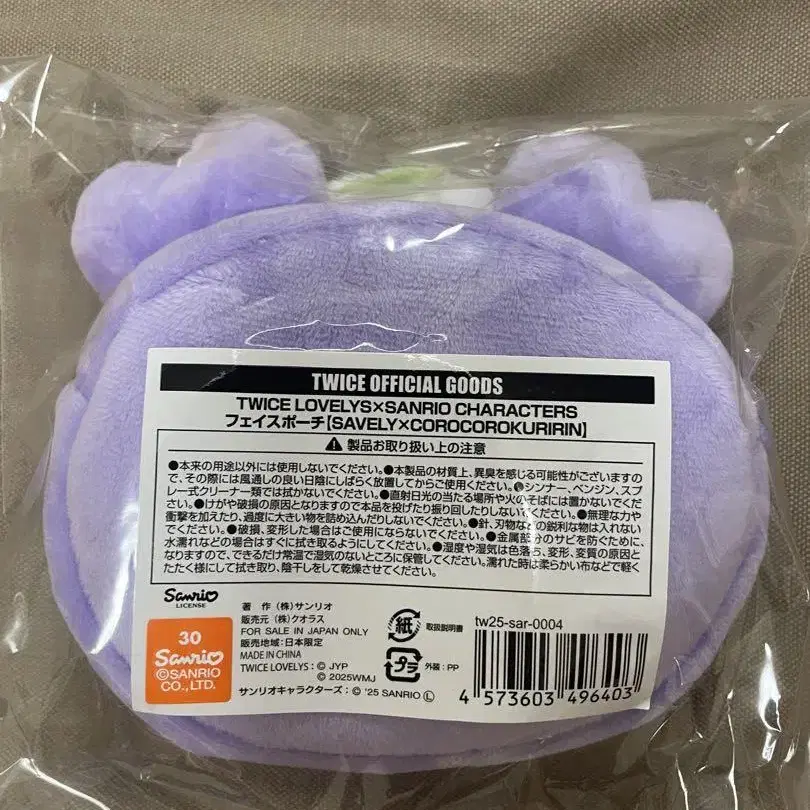 TWICE OFFICIAL GOODS
TWICE LOVELYS×SANRIO CHARACTERS
フェイスポーチ【SAVELY×COROCOROKURIRIN】
⚠ 製品お取り扱い上の注意
●本来の用途以外には使用しないでください。●本製品の材質上、異臭を感じる可能性がございますの
で、その際には風通しの良い日陰にしばらく放置してからご使用ください。●シンナー、ベンジン、スプ
レー式クリーナー類では拭かないでください。●直射日光の当たる場所や火のそばには置かないでくだ
さい。●けがや破損の原因となりますので本品を投げたり振り回したりしないでください。●無理な力や
衝撃を加えたり、過度に大きい物を詰め込んだりしないでください。●針、刃物などの鋭利な物は入れない
でください。●破損、変形した場合はご使用にならないでください。●金属部分のサビを防ぐために、
水濡れなどの場合はすぐに拭き取るようにしてください。●湿度や湿気は色落ち、変形、変質の原因と
なりますので、できるだけ常温で湿気のないところに保管してください。濡れた時は柔らかい布などで軽く
たたく様にして拭き取り、陰干しをして乾燥させてください。
Sanrio
LICENSE
30
Sanrio
©SANRIO
CO.,LTD.
著 作 (株)サンリオ
販売元 (株)クオラス
FOR SALE IN JAPAN ONLY
販売地域:日本限定
MADE IN CHINA
TWICE LOVELYS:© JYP
© 2025WMJ
サンリオキャラクターズ:© '25 SANRIO Ⓛ
紙 取扱説明書
プラ 外装:PP
tw25-sar-0004
4 573603 496403